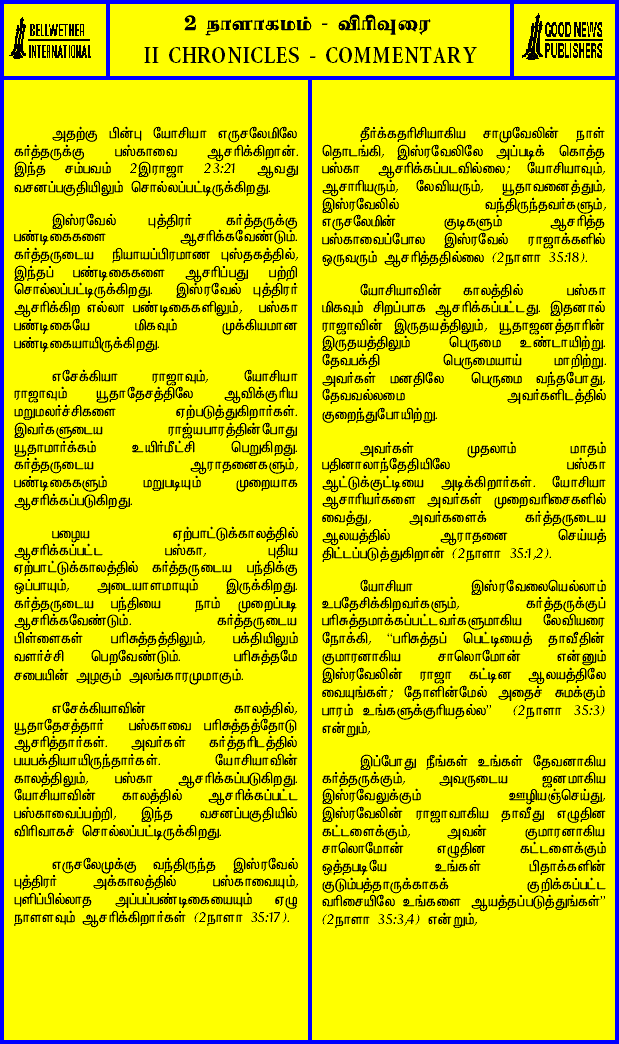 BELLWETHER
INTERNATIONAL
2 நாளாகமம் - விரிவுரை
II CHRONICLES - COMMENTARY
GOOD NEWS
PUBLISHERS
அதற்கு பின்பு யோசியா எருசலேமிலே
கர்த்தருக்கு பஸ்காவை ஆசரிக்கிறான்.
இந்த சம்பவம் 2இராஜா 23:21 ஆவது
வசனப்பகுதியிலும் சொல்லப்பட்டிருக்கிறது.
இஸ்ரவேல் புத்திரர் கர்த்தருக்கு
பண்டிகைகளை ஆசரிக்கவேண்டும்.
கர்த்தருடைய நியாயப்பிரமாண புஸ்தகத்தில்,
இந்தப் பண்டிகைகளை ஆசரிப்பது பற்றி
சொல்லப்பட்டிருக்கிறது. இஸ்ரவேல் புத்திரர்
ஆசரிக்கிற எல்லா பண்டிகைகளிலும், பஸ்கா
பண்டிகையே மிகவும் முக்கியமான
பண்டிகையாயிருக்கிறது.
எசேக்கியா ராஜாவும், யோசியா
ராஜாவும் யூதாதேசத்திலே ஆவிக்குரிய
மறுமலர்ச்சிகளை ஏற்படுத்துகிறார்கள்.
இவர்களுடைய ராஜ்யபாரத்தின்போது
யூதாமார்க்கம் உயிர்மீட்சி பெறுகிறது.
கர்த்தருடைய ஆராதனைகளும்,
பண்டிகைகளும் மறுபடியும் முறையாக
ஆசரிக்கப்படுகிறது.
பழைய ஏற்பாட்டுக்காலத்தில்
ஆசரிக்கப்பட்ட பஸ்கா, புதிய
ஏற்பாட்டுக்காலத்தில் கர்த்தருடைய பந்திக்கு
ஒப்பாயும், அடையாளமாயும் இருக்கிறது.
கர்த்தருடைய பந்தியை நாம் முறைப்படி
ஆசரிக்கவேண்டும். கர்த்தருடைய
பிள்ளைகள் பரிசுத்தத்திலும், பக்தியிலும்
வளர்ச்சி பெறவேண்டும். பரிசுத்தமே
சபையின் அழகும் அலங்காரமுமாகும்.
எசேக்கியாவின் காலத்தில்,
யூதாதேசத்தார் பஸ்காவை பரிசுத்தத்தோடு
ஆசரித்தார்கள். அவர்கள் கர்த்தரிடத்தில்
பயபக்தியாயிருந்தார்கள். யோசியாவின்
காலத்திலும், பஸ்கா ஆசரிக்கப்படுகிறது.
யோசியாவின் காலத்தில் ஆசரிக்கப்பட்ட
பஸ்காவைப்பற்றி, இந்த வசனப்பகுதியில்
விரிவாகச் சொல்லப்பட்டிருக்கிறது.
எருசலேமுக்கு வந்திருந்த இஸ்ரவேல்
புத்திரர் அக்காலத்தில் பஸ்காவையும்,
புளிப்பில்லாத அப்பப்பண்டிகையையும் ஏழு
நாளளவும் ஆசரிக்கிறார்கள் (2நாளா 35:17).
தீர்க்கதரிசியாகிய சாமுவேலின் நாள்
தொடங்கி, இஸ்ரவேலிலே அப்படிக் கொத்த
பஸ்கா ஆசரிக்கப்படவில்லை; யோசியாவும்,
ஆசாரியரும், லேவியரும், யூதாவனைத்தும்,
இஸ்ரவேலில் வந்திருந்தவர்களும்,
எருசலேமின் குடிகளும் ஆசரித்த
பஸ்காவைப்போல இஸ்ரவேல் ராஜாக்களில்
ஒருவரும் ஆசரித்ததில்லை (2நாளா 35:18).
யோசியாவின் காலத்தில் பஸ்கா
மிகவும் சிறப்பாக ஆசரிக்கப்பட்டது. இதனால்
ராஜாவின் இருதயத்திலும், யூதாஜனத்தாரின்
இருதயத்திலும் பெருமை உண்டாயிற்று.
தேவபக்தி பெருமையாய் மாறிற்று.
அவர்கள் மனதிலே பெருமை வந்தபோது,
தேவவல்லமை அவர்களிடத்தில்
குறைந்துபோயிற்று.
அவர்கள் முதலாம் மாதம்
பதினாலாந்தேதியிலே பஸ்கா
ஆட்டுக்குட்டியை அடிக்கிறார்கள். யோசியா
ஆசாரியர்களை அவர்கள் முறைவரிசைகளில்
வைத்து, அவர்களைக் கர்த்தருடைய
ஆலயத்தில் ஆராதனை செய்யத்
திட்டப்படுத்துகிறான் (2நாளா 35:1,2).
யோசியா இஸ்ரவேலையெல்லாம்
உபதேசிக்கிறவர்களும், கர்த்தருக்குப்
பரிசுத்தமாக்கப்பட்டவர்களுமாகிய லேவியரை
நோக்கி, “பரிசுத்தப் பெட்டியைத் தாவீதின்
குமாரனாகிய சாலொமோன் என்னும்
இஸ்ரவேலின் ராஜா கட்டின ஆலயத்திலே
வையுங்கள்; தோளின்மேல் அதைச் சுமக்கும்
பாரம் உங்களுக்குரியதல்ல” (2நாளா 35:3)
என்றும்,
இப்போது நீங்கள் உங்கள் தேவனாகிய
கர்த்தருக்கும், அவருடைய ஜனமாகிய
இஸ்ரவேலுக்கும் ஊழியஞ்செய்து,
இஸ்ரவேலின் ராஜாவாகிய தாவீது எழுதின
கட்டளைக்கும், அவன் குமாரனாகிய
சாலொமோன் எழுதின கட்டளைக்கும்
ஒத்தபடியே உங்கள் பிதாக்களின்
குடும்பத்தாருக்காகக் குறிக்கப்பட்ட
வரிசையிலே உங்களை ஆயத்தப்படுத்துங்கள்”
(2நாளா 35:3,4) என்றும்,